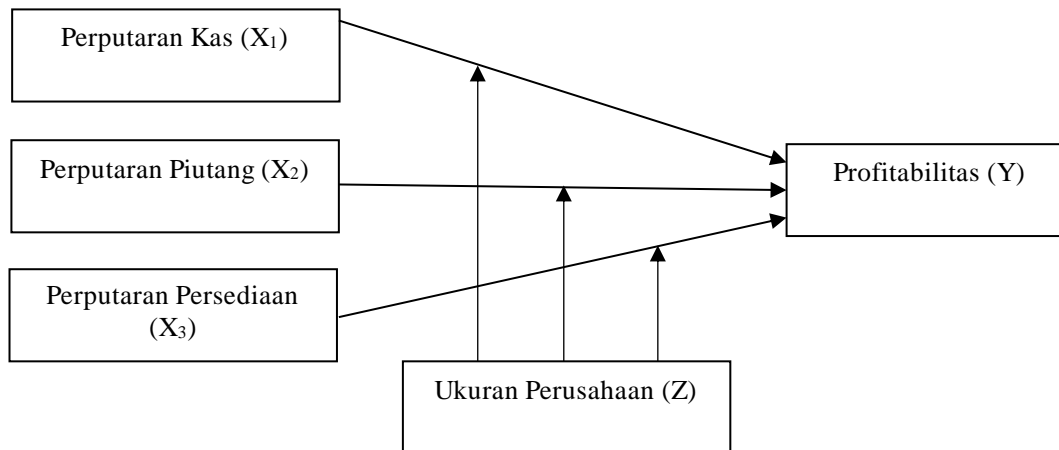 Perputaran Kas (X₁)
Perputaran Piutang (X₂)
Profitabilitas (Y)
Perputaran Persediaan
(X₃)
Ukuran Perusahaan (Z)